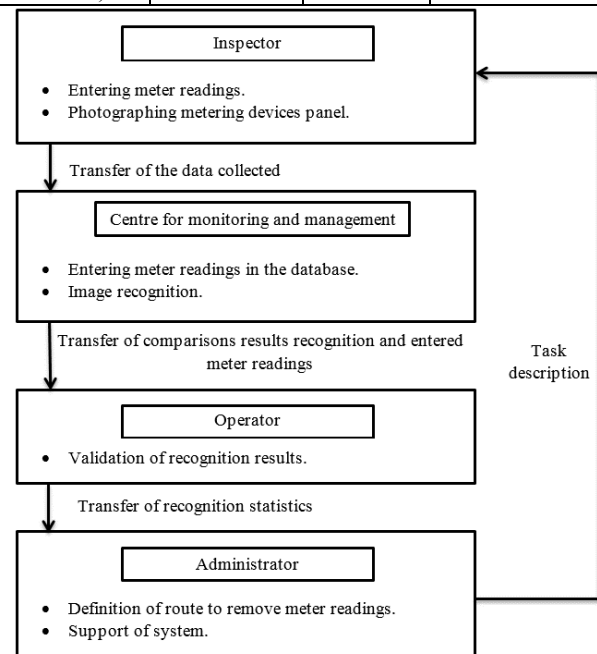 Inspector
• Entering meter readings.
• Photographing metering devices panel.
Transfer of the data collected
Centre for monitoring and management
• Entering meter readings in the database.
• Image recognition.
Transfer of comparisons results recognition and entered
meter readings
Task
description
Operator
• Validation of recognition results.
Transfer of recognition statistics
Administrator
• Definition of route to remove meter readings.
• Support of system.